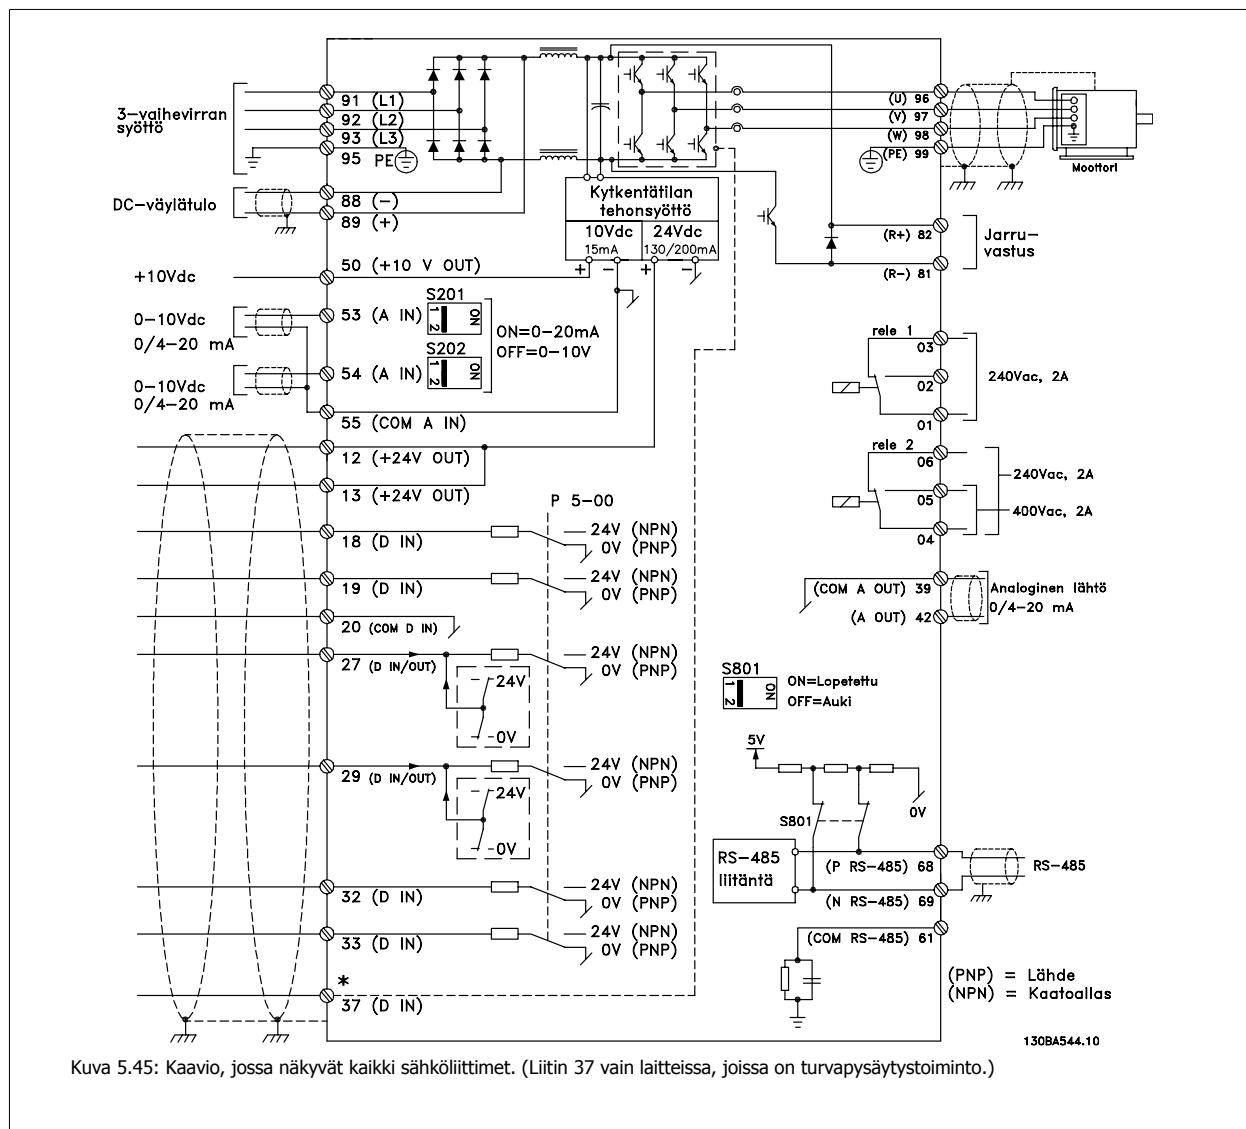 3-vaihevirran
syöttö
91 (L1)
92 (L2)
93 (L3)
95 PE
DC-väylätulo
88 (-)
89 (+)
+10Vdc
50 (+10 V OUT)
0-10Vdc
0/4-20 mA
53 (A IN)
S201
1 2
ON
0-10Vdc
0/4-20 mA
54 (A IN)
S202
1 2
ON
ON=0-20mA
OFF=0-10V
55 (COM A IN)
12 (+24V OUT)
13 (+24V OUT)
P 5-00
18 (D IN)
24V (NPN)
0V (PNP)
19 (D IN)
24V (NPN)
0V (PNP)
20 (COM D IN)
27 (D IN/OUT)
24V (NPN)
0V (PNP)
24V
0V
29 (D IN/OUT)
24V (NPN)
0V (PNP)
24V
0V
32 (D IN)
24V (NPN)
0V (PNP)
33 (D IN)
24V (NPN)
0V (PNP)
*
37 (D IN)
Kytkentätilan
tehonsyöttö
10Vdc
15mA
24Vdc
130/200mA
+ - + -
(U) 96
(V) 97
(W) 98
(PE) 99
Moottori
(R+) 82
(R-) 81
Jarru-
vastus
rele 1
03
02
01
240Vac, 2A
rele 2
06
05
04
240Vac, 2A
400Vac, 2A
(COM A OUT) 39
(A OUT) 42
Analoginen lähtö
0/4-20 mA
S801
1 2
ON
ON=Lopetettu
OFF=Auki
5V
0V
S801
RS-485
liitäntä
(P RS-485) 68
(N RS-485) 69
RS-485
(COM RS-485) 61
(PNP) = Lähde
(NPN) = Kaatoallas
130BA544.10
Kuva 5.45: Kaavio, jossa näkyvät kaikki sähköliittimet. (Liitin 37 vain laitteissa, joissa on turvapysäytystoiminto.)